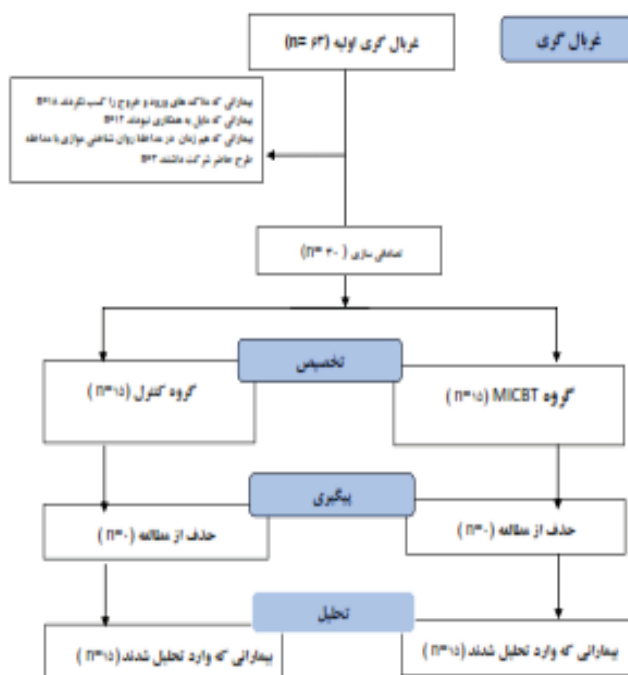 غربال گری
غربال گری اولیه (n= ۶۳)
بیمارانی که ملاک های ورود و خروج را کسب نکردند n=۱۸
بیمارانی که مایل به همکاری نبودند n=۱۲
بیمارانی که هم زمان در مداخله روان شناختی موازی با مداخله
طرح حاضر شرکت داشتند n=۳
تصادفی سازی (n= ۳۰)
تخصیص
گروه MICBT (n=۱۵)
گروه کنترل (n=۱۵)
پیگیری
حذف از مطالعه (n=۰)
حذف از مطالعه (n=۰)
تحلیل
بیمارانی که وارد تحلیل شدند (n=۱۵)
بیمارانی که وارد تحلیل شدند (n=۱۵)